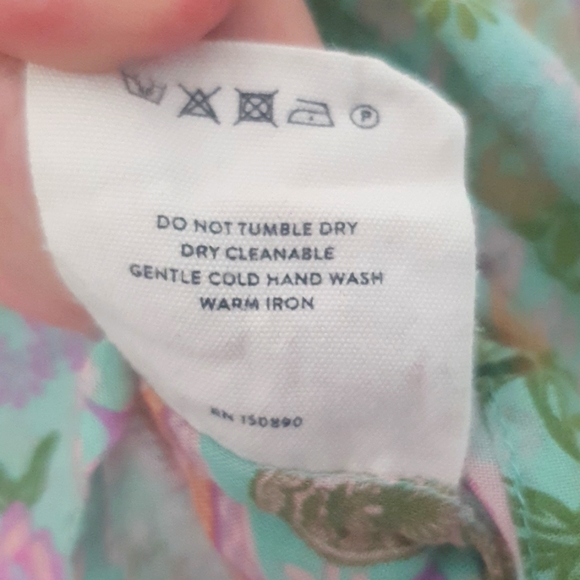 P
DO NOT TUMBLE DRY
DRY CLEANABLE
GENTLE COLD HAND WASH
WARM IRON
RN 150890